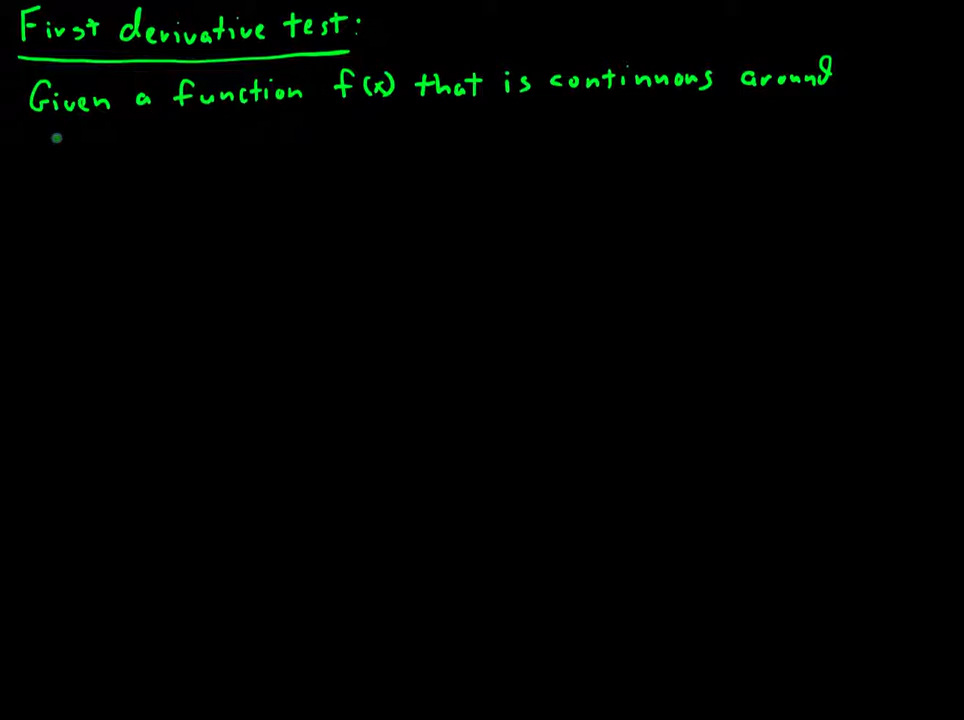 First derivative test:
Given a function f(x) that is continuous around